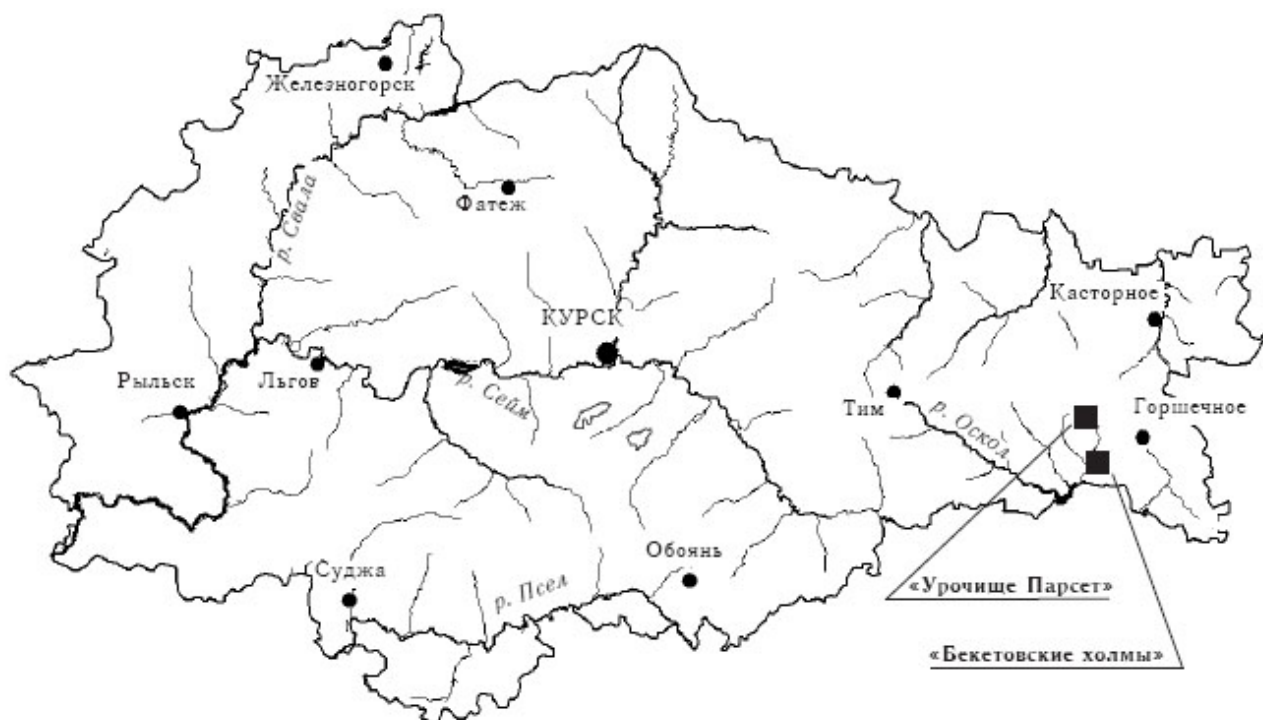 Железногорск
Фатеж
р. Свапа
Касторное
КУРСК
Рыльск
Льгов
р. Сейм
Тим
р. Оскол
Горшечное
Обоянь
Суджа
р. Псел
«Урочище Парсет»
«Бекетовские холмы»